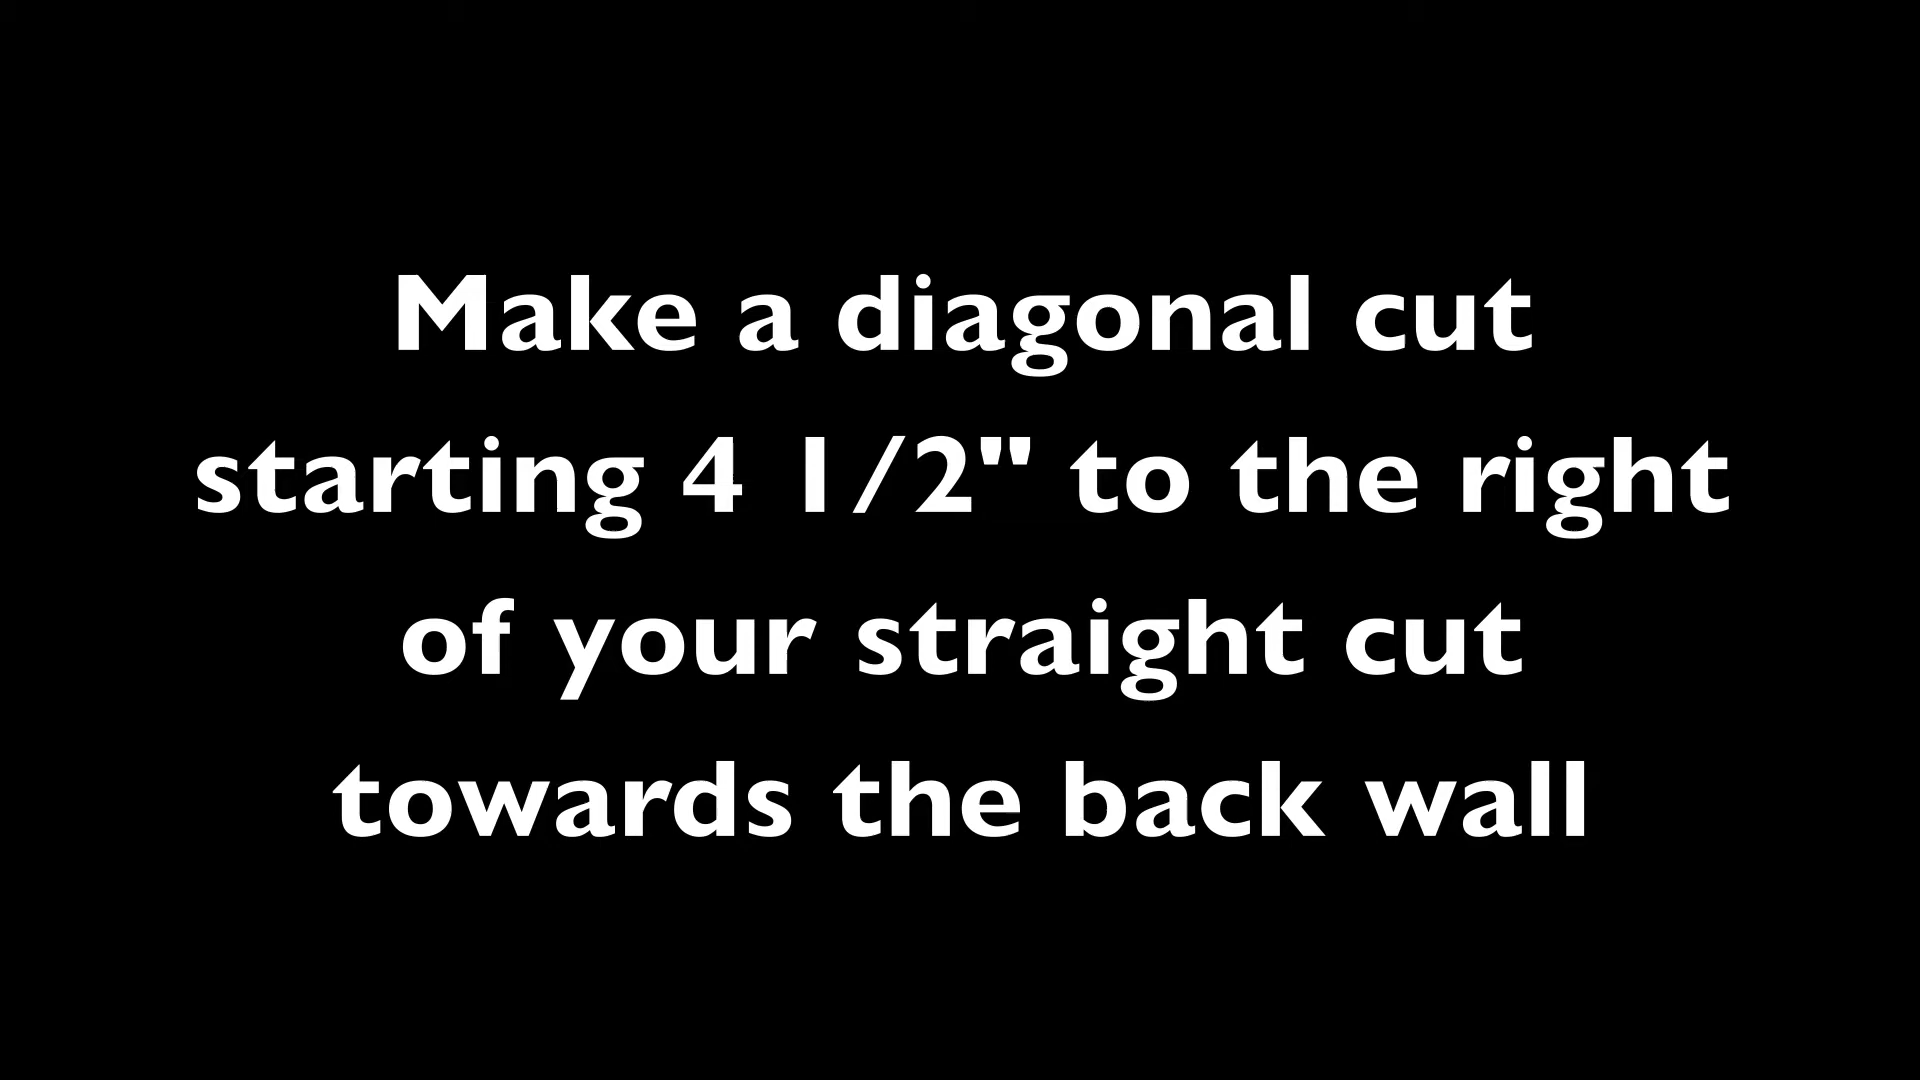 Make a diagonal cut
starting 4 1/2" to the right
of your straight cut
towards the back wall